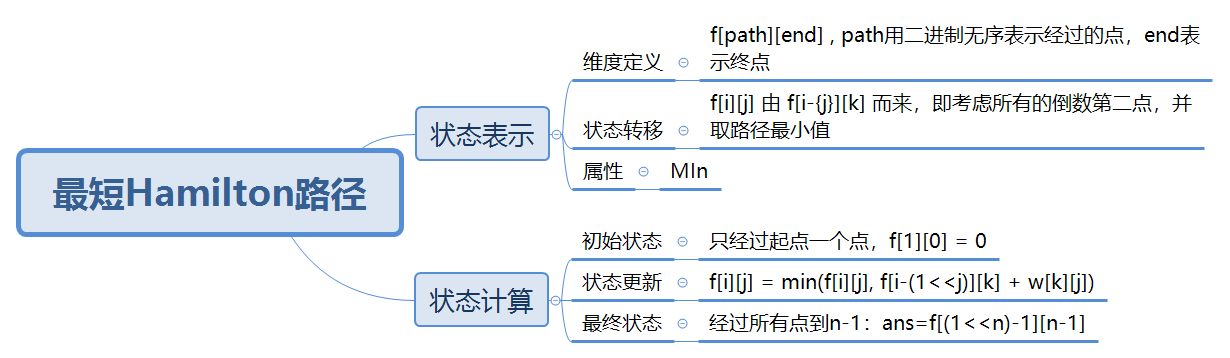 最短Hamilton路径
状态表示
维度定义
f[path][end] , path用二进制无序表示经过的点，end表
示终点
状态转移
f[i][j] 由 f[i-{j}][k] 而来，即考虑所有的倒数第二点，并
取路径最小值
属性
MIn
状态计算
初始状态
只经过起点一个点，f[1][0] = 0
状态更新
f[i][j] = min(f[i][j], f[i-(1<<j)][k] + w[k][j])
最终状态
经过所有点到n-1：ans=f[(1<<n)-1][n-1]